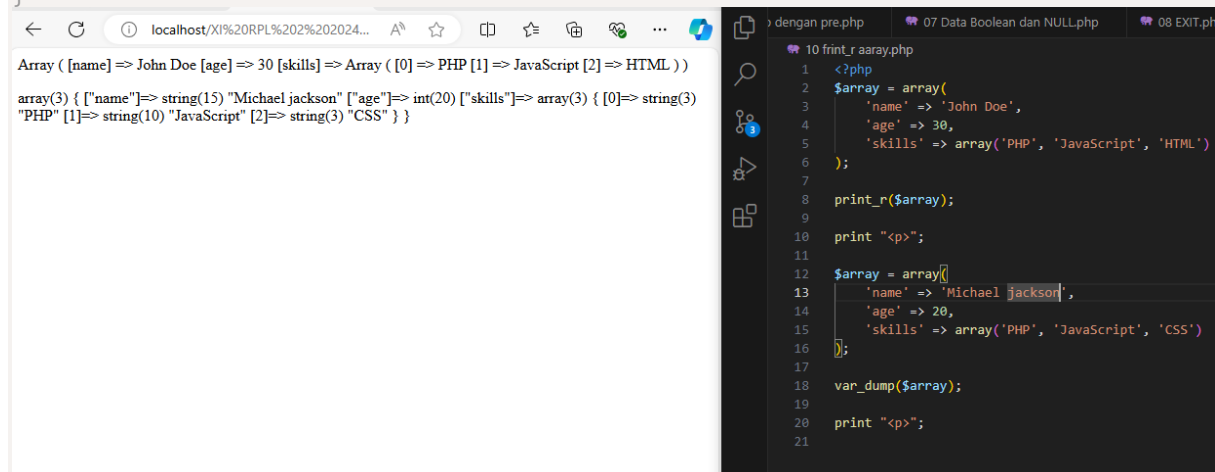 localhost/XI%20RPL%202%202024...
Array ( [name] => John Doe [age] => 30 [skills] => Array ( [0] => PHP [1] => JavaScript [2] => HTML ) )
array(3) { ["name"]=> string(15) "Michael jackson" ["age"]=> int(20) ["skills"]=> array(3) { [0]=> string(3)
"PHP" [1]=> string(10) "JavaScript" [2]=> string(3) "CSS" } }
dengan pre.php 07 Data Boolean dan NULL.php 08 EXIT.ph
10 frint_r aaray.php
3
1 <?php
2 $array = array(
3 'name' => 'John Doe',
4 'age' => 30,
5 'skills' => array('PHP', 'JavaScript', 'HTML')
6 );
7
8 print_r($array);
9
10 print "<p>";
11
12 $array = array(
13 'name' => 'Michael jackson',
14 'age' => 20,
15 'skills' => array('PHP', 'JavaScript', 'CSS')
16 );
17
18 var_dump($array);
19
20 print "<p>";
21